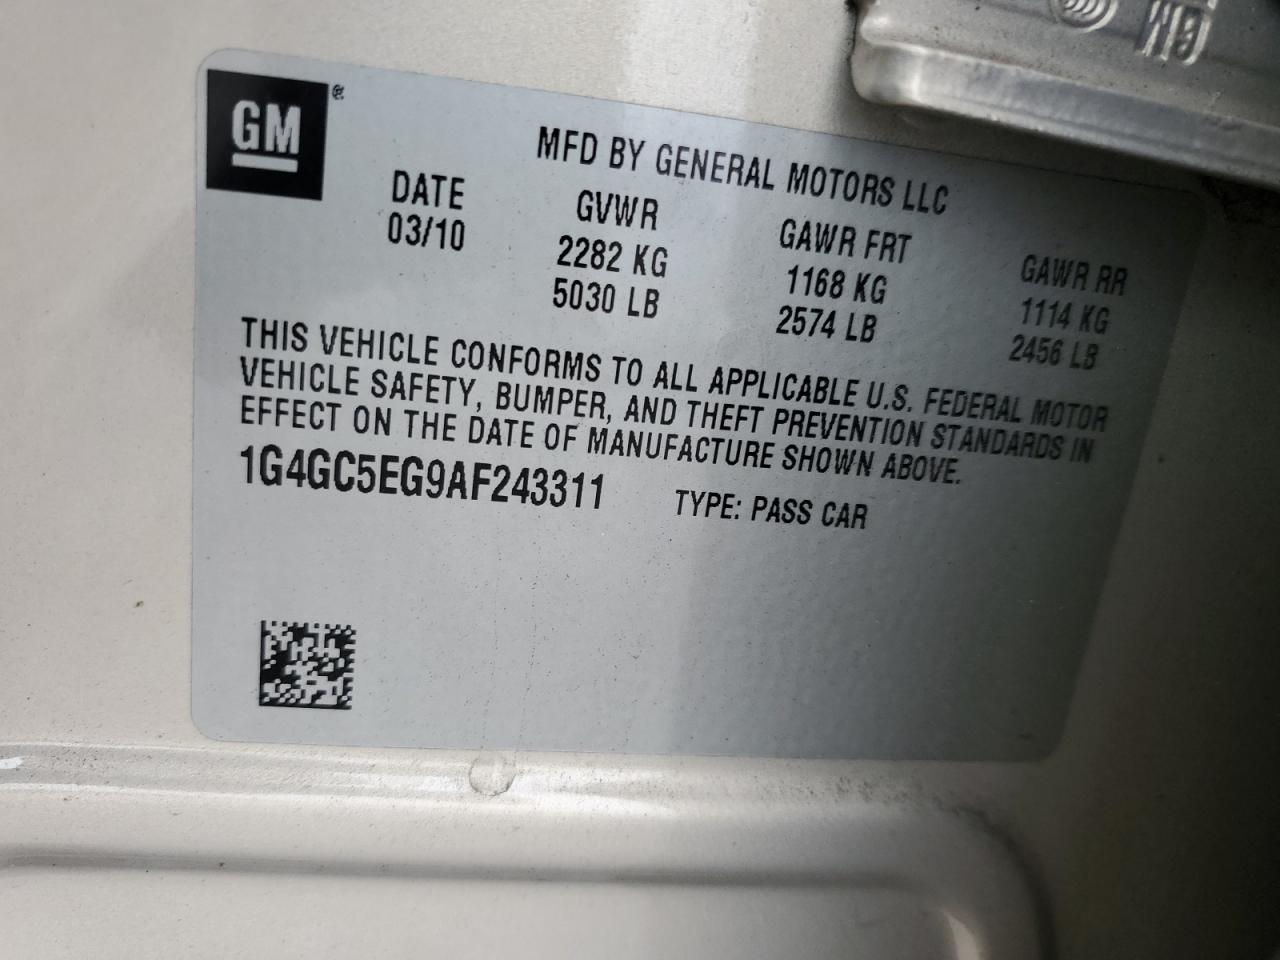 GM®
MFD BY GENERAL MOTORS LLC
DATE GVWR GAWR FRT GAWR RR
03/10 2282 KG 1168 KG 1114 KG
5030 LB 2574 LB 2456 LB
THIS VEHICLE CONFORMS TO ALL APPLICABLE U.S. FEDERAL MOTOR
VEHICLE SAFETY, BUMPER, AND THEFT PREVENTION STANDARDS IN
EFFECT ON THE DATE OF MANUFACTURE SHOWN ABOVE.
1G4GC5EG9AF243311 TYPE: PASS CAR